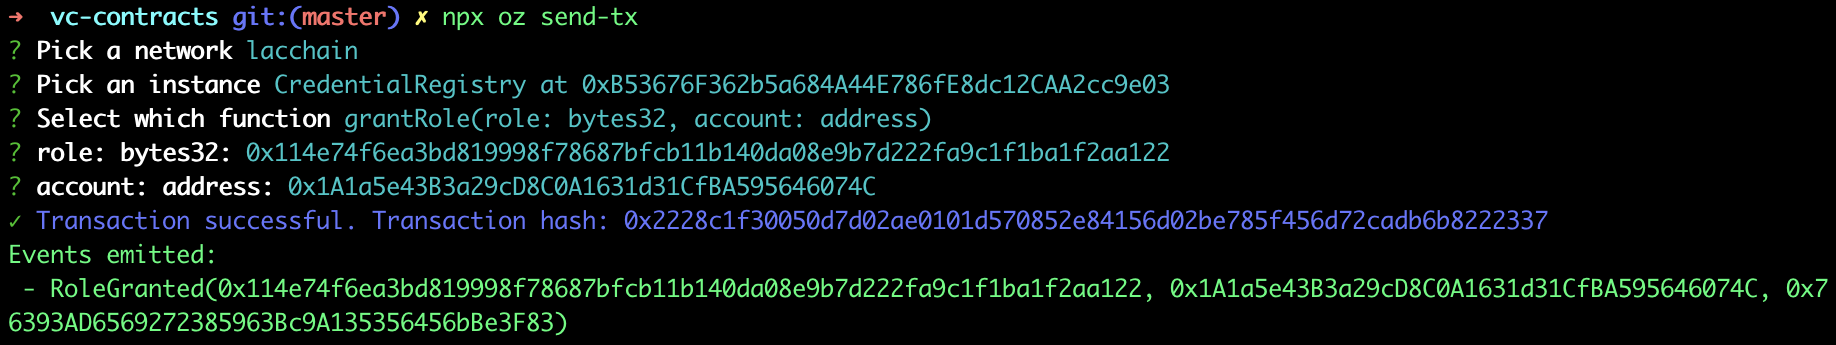 ➜  vc-contracts git:(master) ✗ npx oz send-tx
? Pick a network lacchain
? Pick an instance CredentialRegistry at 0xB53676F362b5a684A44E786fE8dc12CAA2cc9e03
? Select which function grantRole(role: bytes32, account: address)
? role: bytes32: 0x114e74f6ea3bd819998f78687bfcb11b140da08e9b7d222fa9c1f1ba1f2aa122
? account: address: 0x1A1a5e43B3a29cD8C0A1631d31CfBA595646074C
✓ Transaction successful. Transaction hash: 0x2228c1f30050d7d02ae0101d570852e84156d02be785f456d72cadb6b8222337
Events emitted:
 - RoleGranted(0x114e74f6ea3bd819998f78687bfcb11b140da08e9b7d222fa9c1f1ba1f2aa122, 0x1A1a5e43B3a29cD8C0A1631d31CfBA595646074C, 0x7
6393AD6569272385963Bc9A135356456bBe3F83)